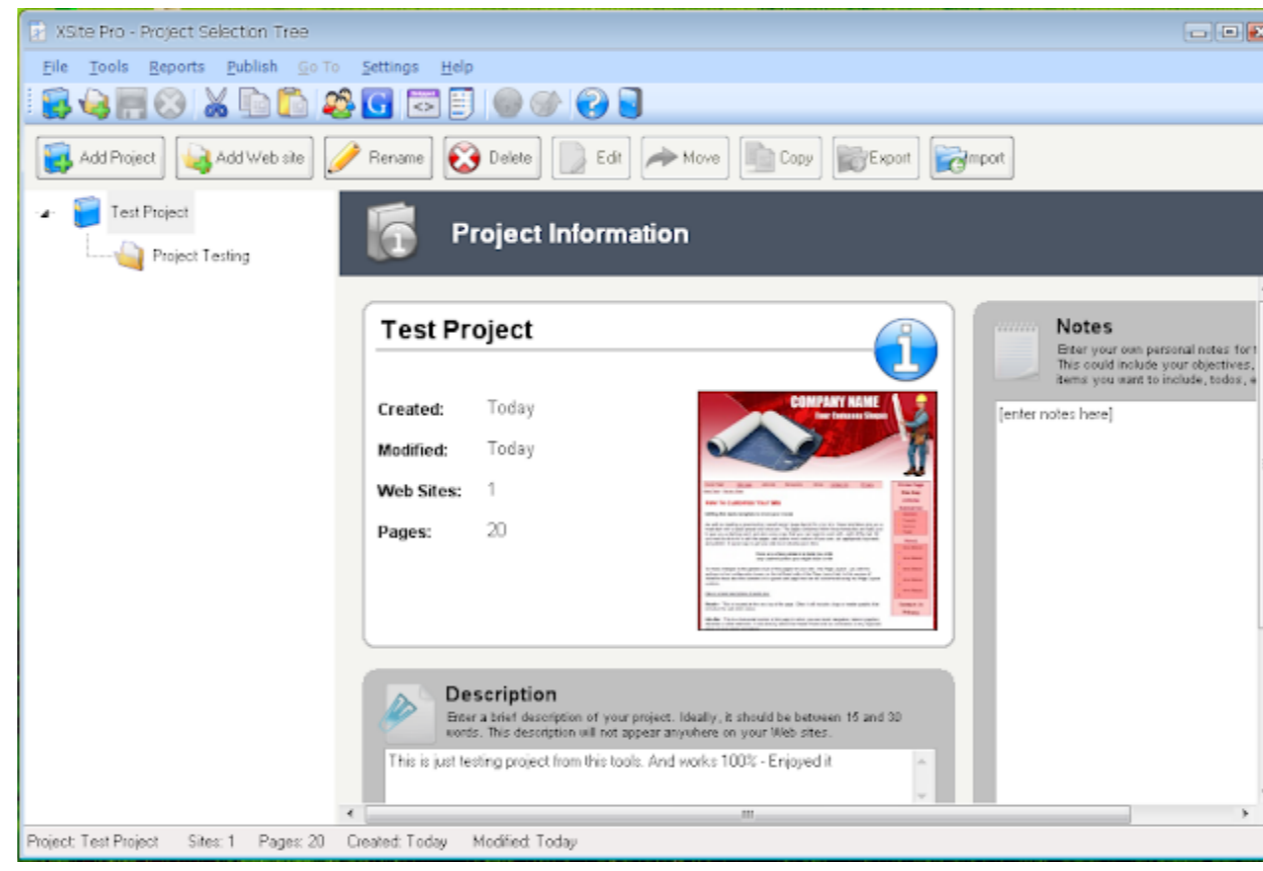 XSite Pro - Project Selection Tree
File Tools Reports Publish Go To Settings Help
Add Project Add Web site Rename Delete Edit Move Copy Export Import
Test Project
Project Testing
Project Information
Test Project
Created: Today
Modified: Today
Web Sites: 1
Pages: 20
COMPANY NAME
Notes
Enter your own personal notes for
This could include your objectives,
items you want to include, todos,
[enter notes here]
Description
Enter a brief description of your project. Ideally, it should be between 15 and 30
words. This description will not appear anywhere on your Web sites.
This is just testing project from this tools. And works 100% - Enjoyed it
Project: Test Project Sites: 1 Pages: 20 Created: Today Modified: Today